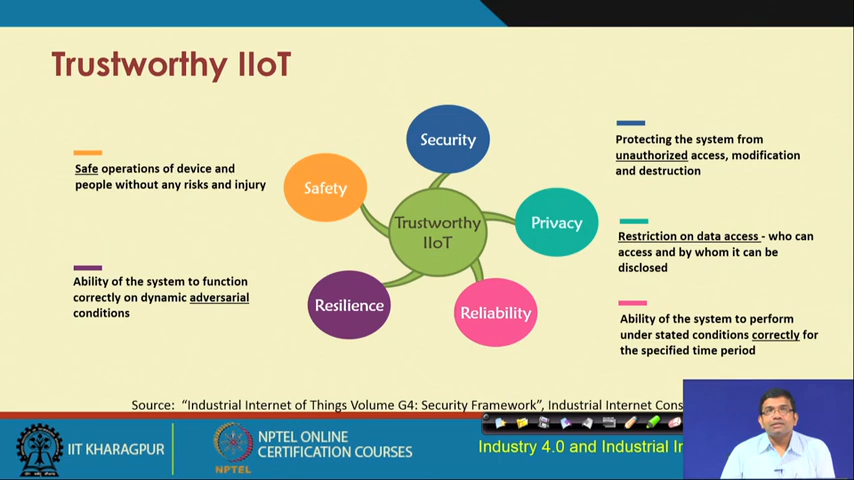 Trustworthy IIoT
Security
Safety
Trustworthy
IIoT
Privacy
Resilience
Reliability
Safe operations of device and
people without any risks and injury
Ability of the system to function
correctly on dynamic adversarial
conditions
Protecting the system from
unauthorized access, modification
and destruction
Restriction on data access - who can
access and by whom it can be
disclosed
Ability of the system to perform
under stated conditions correctly for
the specified time period
Source: "Industrial Internet of Things Volume G4: Security Framework", Industrial Internet Cons
IIT KHARAGPUR
NPTEL
NPTEL ONLINE
CERTIFICATION COURSES
Industry 4.0 and Industrial In